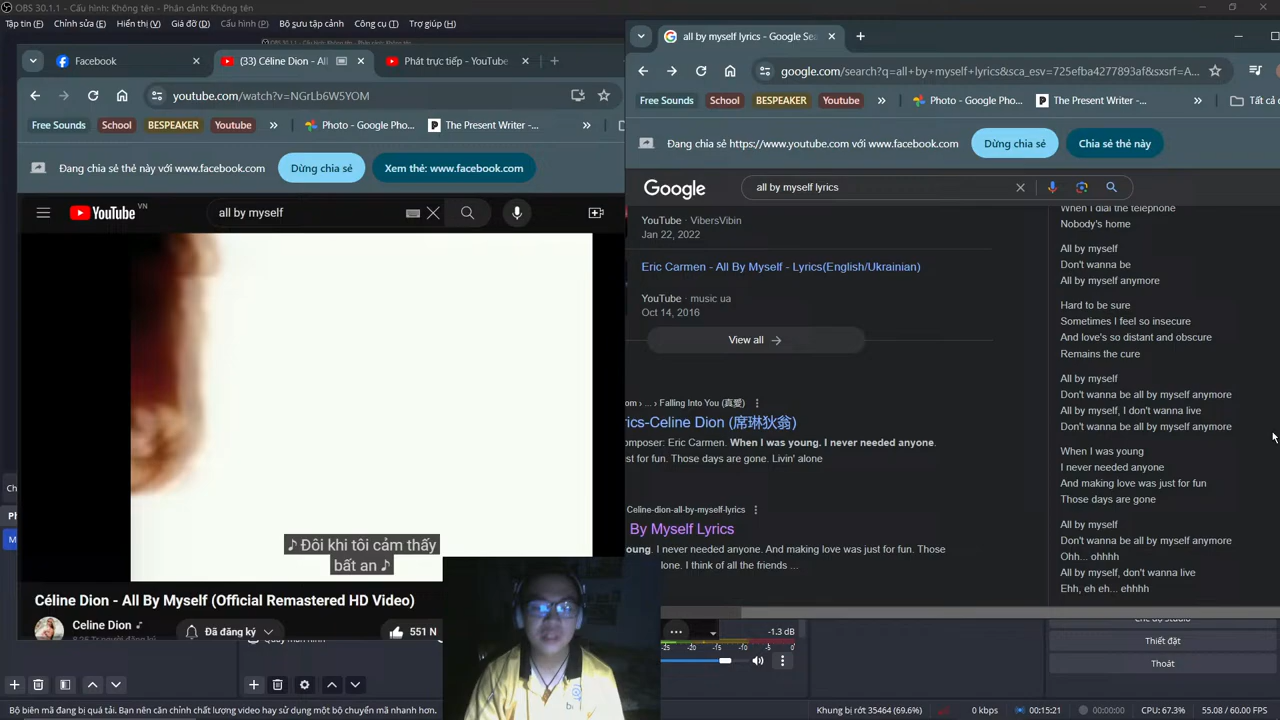 OBS 30.1.1 - Cấu hình: Không tên - Phân cảnh: Không tên
Tập tin (F) Chỉnh sửa (E) Hiển thị (V) Giá đỡ (D) Cấu hình (P) Bộ sưu tập cảnh Công cụ (T) Trợ giúp (H)
Facebook
(33) Céline Dion - All
Phát trực tiếp - YouTube
youtube.com/watch?v=NGrLb6W5YOM
Free Sounds School BESPEAKER Youtube » Photo - Google Pho... The Present Writer -... »
Đang chia sẻ thẻ này với www.facebook.com
Dừng chia sẻ
Xem thẻ: www.facebook.com
YouTube VN
all by myself
♪ Đôi khi tôi cảm thấy
bất an ♪
Céline Dion - All By Myself (Official Remastered HD Video)
Celine Dion ♪
Đã đăng ký
551 N
all by myself lyrics - Google Sea
google.com/search?q=all+by+myself+lyrics&sca_esv=725efba4277893af&sxsrf=A...
Free Sounds School BESPEAKER Youtube » Photo - Google Pho... The Present Writer -... » Tất cả
Đang chia sẻ https://www.youtube.com với www.facebook.com
Dừng chia sẻ
Chia sẻ thẻ này
Google
all by myself lyrics
YouTube · VibersVibin
Jan 22, 2022
Eric Carmen - All By Myself - Lyrics(English/Ukrainian)
YouTube · music ua
Oct 14, 2016
View all →
om › ... › Falling Into You (真愛)
rics-Celine Dion (席琳狄翁)
omposer: Eric Carmen. When I was young. I never needed anyone.
st for fun. Those days are gone. Livin' alone
Celine-dion-all-by-myself-lyrics
By Myself Lyrics
oung. I never needed anyone. And making love was just for fun. Those
lone. I think of all the friends ...
When I dial the telephone
Nobody's home
All by myself
Don't wanna be
All by myself anymore
Hard to be sure
Sometimes I feel so insecure
And love's so distant and obscure
Remains the cure
All by myself
Don't wanna be all by myself anymore
All by myself, I don't wanna live
Don't wanna be all by myself anymore
When I was young
I never needed anyone
And making love was just for fun
Those days are gone
All by myself
Don't wanna be all by myself anymore
Ohh... ohhhh
All by myself, don't wanna live
Ehh, eh eh... ehhhh
-1.3 dB
-25 -20 -15 -10 -5 0
Thiết đặt
Thoát
Bộ biên mã đang bị quá tải. Bạn nên cân chỉnh chất lượng video hay sử dụng một bộ chuyển mã nhanh hơn.
Khung bị rớt 35464 (69.6%)
0 kbps
00:15:21
00:00:00
CPU: 67.3%
55.08 / 60.00 FPS